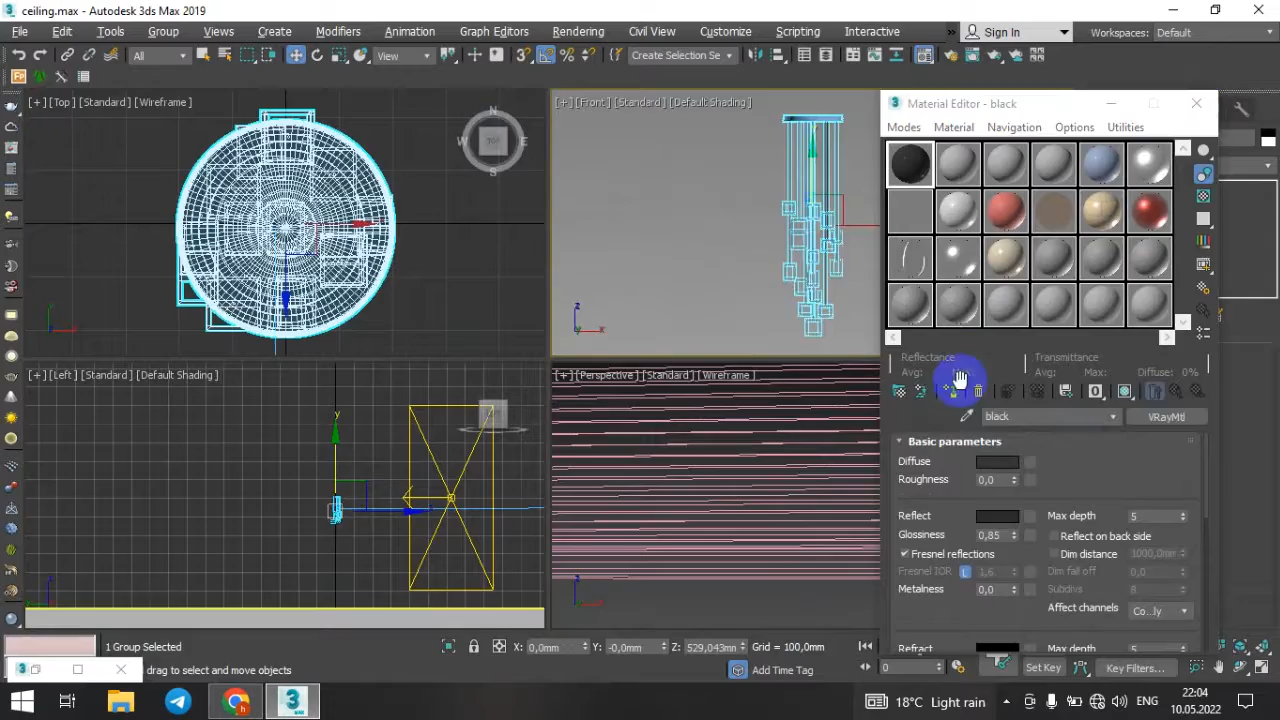 ceiling.max - Autodesk 3ds Max 2019
File Edit Tools Group Views Create Modifiers Animation Graph Editors Rendering Civil View Customize Scripting Interactive » Sign In Workspaces: Default
All View Create Selection Se
[+] [Top] [Standard] [Wireframe]
N
W TOP E
S
[+] [Front] [Standard] [Default Shading]
Material Editor - black
Modes Material Navigation Options Utilities
Reflectance
Avg:
Transmittance
Avg: Max: Diffuse: 0%
black VRayMtl
Basic parameters
Diffuse
Roughness 0,0
Reflect Max depth 5
Glossiness 0,85 Reflect on back side
Fresnel reflections Dim distance 1000,0mm
Fresnel IOR L 1,6 Dim fall off 0,0
Metalness 0,0 Subdivs 8
Affect channels Co...ly
Refract Max depth 5
[+] [Left] [Standard] [Default Shading]
y
[+] [Perspective] [Standard] [Wireframe]
1 Group Selected X: 0,0mm Y: -0,0mm Z: 529,043mm Grid = 100,0mm
drag to select and move objects Add Time Tag
0 Set Key Key Filters...
18°C Light rain ENG 22:04
10.05.2022